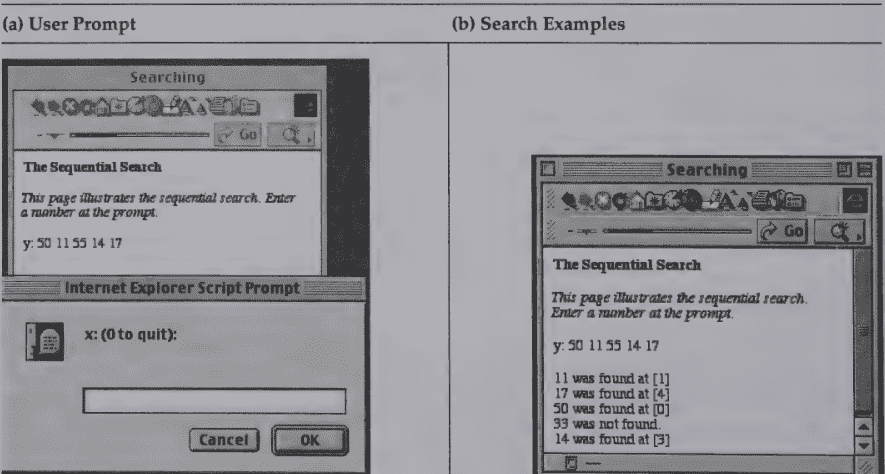 (a) User Prompt
(b) Search Examples
Searching
Go
The Sequential Search
This page illustrates the sequential search. Enter
a number at the prompt.
y: 50 11 55 14 17
Internet Explorer Script Prompt
x: (0 to quit):
Cancel
OK
Searching
Go
The Sequential Search
This page illustrates the sequential search.
Enter a number at the prompt.
y: 50 11 55 14 17
11 was found at [1]
17 was found at [4]
50 was found at [0]
33 was not found.
14 was found at [3]